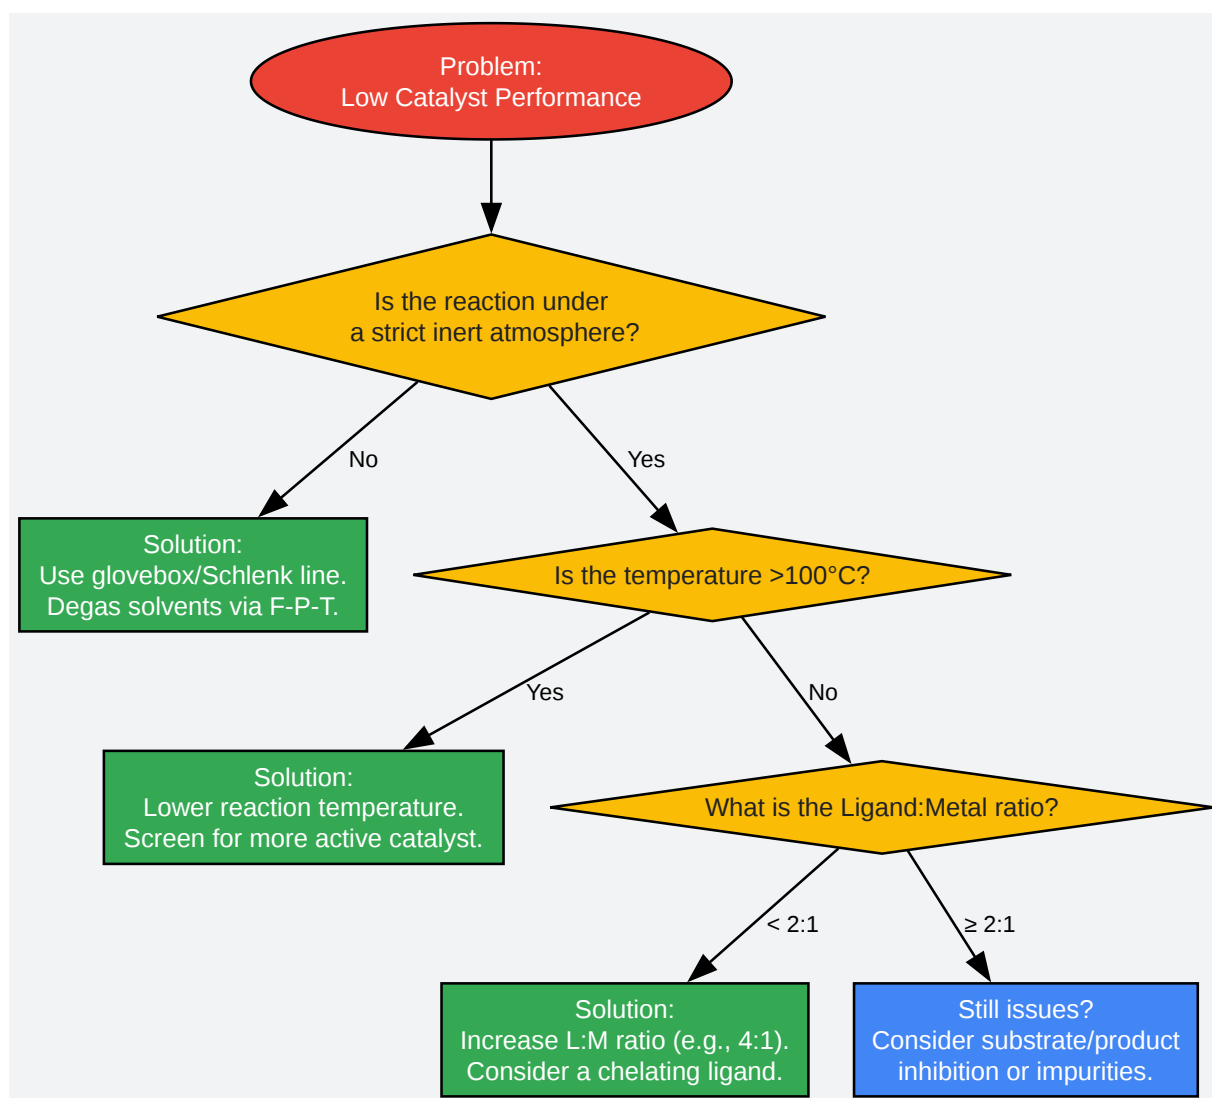 Problem:
Low Catalyst Performance
Is the reaction under
a strict inert atmosphere?
No
Yes
Solution:
Use glovebox/Schlenk line.
Degas solvents via F-P-T.
Is the temperature >100°C?
Yes
No
Solution:
Lower reaction temperature.
Screen for more active catalyst.
What is the Ligand:Metal ratio?
< 2:1
≥ 2:1
Solution:
Increase L:M ratio (e.g., 4:1).
Consider a chelating ligand.
Still issues?
Consider substrate/product
inhibition or impurities.